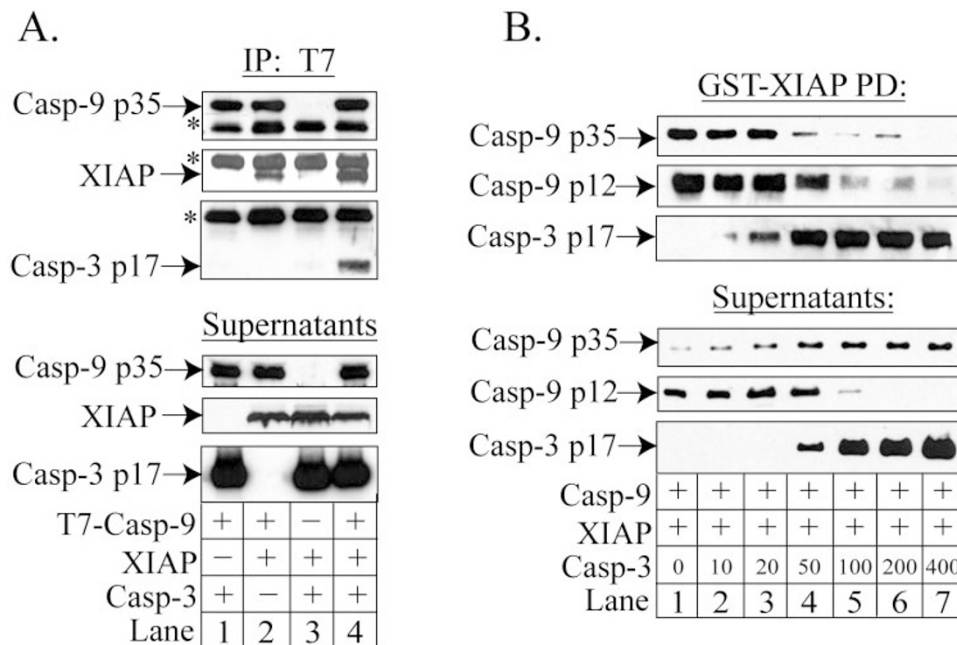 A.
IP: T7
Casp-9 p35
*
*
XIAP
*
Casp-3 p17
Supernatants
Casp-9 p35
XIAP
Casp-3 p17
T7-Casp-9 + + − +
XIAP − + + +
Casp-3 + − + +
Lane 1 2 3 4
B.
GST-XIAP PD:
Casp-9 p35
Casp-9 p12
Casp-3 p17
Supernatants:
Casp-9 p35
Casp-9 p12
Casp-3 p17
Casp-9 + + + + + + +
XIAP + + + + + + +
Casp-3 0 10 20 50 100 200 400
Lane 1 2 3 4 5 6 7